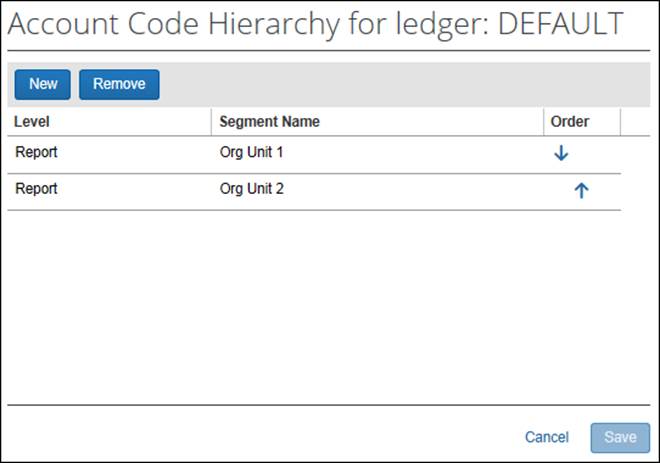 Account Code Hierarchy for ledger: DEFAULT
New Remove
Level Segment Name Order
Report Org Unit 1
Report Org Unit 2
Cancel Save